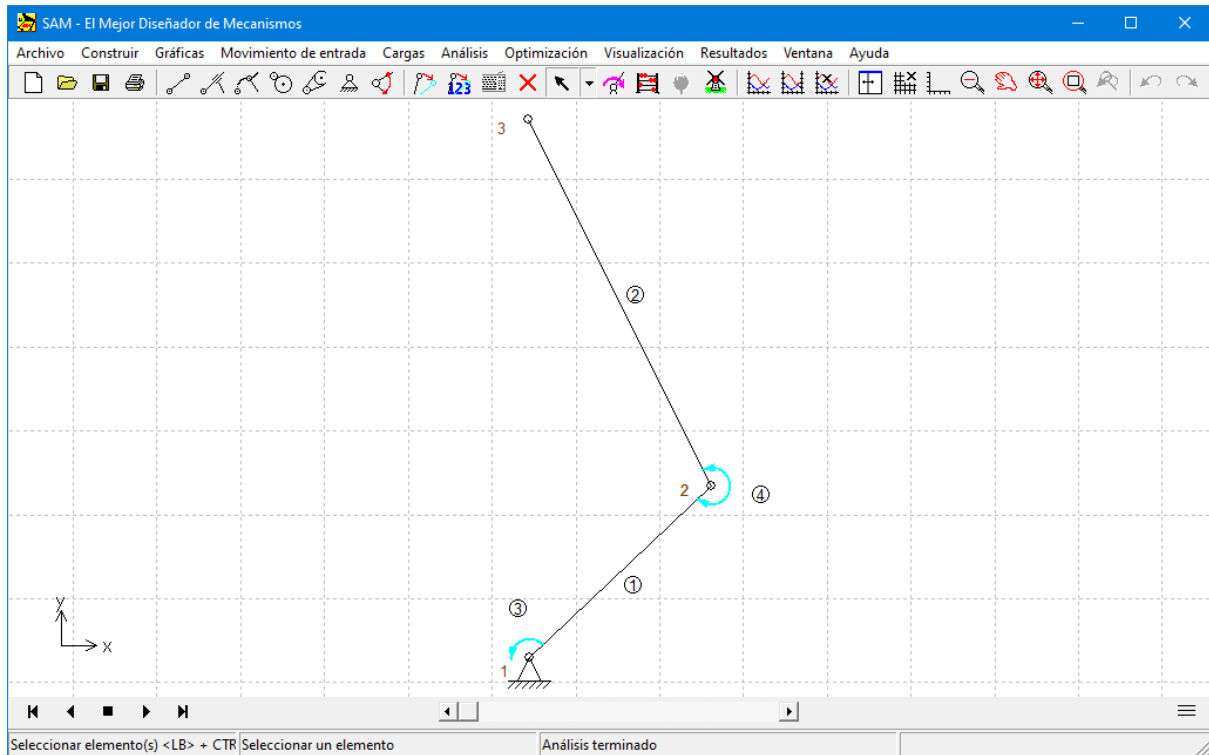 SAM - El Mejor Diseñador de Mecanismos
Archivo Construir Gráficas Movimiento de entrada Cargas Análisis Optimización Visualización Resultados Ventana Ayuda
123
3
②
2
④
①
③
y
x
1
Seleccionar elemento(s) <LB> + CTR Seleccionar un elemento Análisis terminado